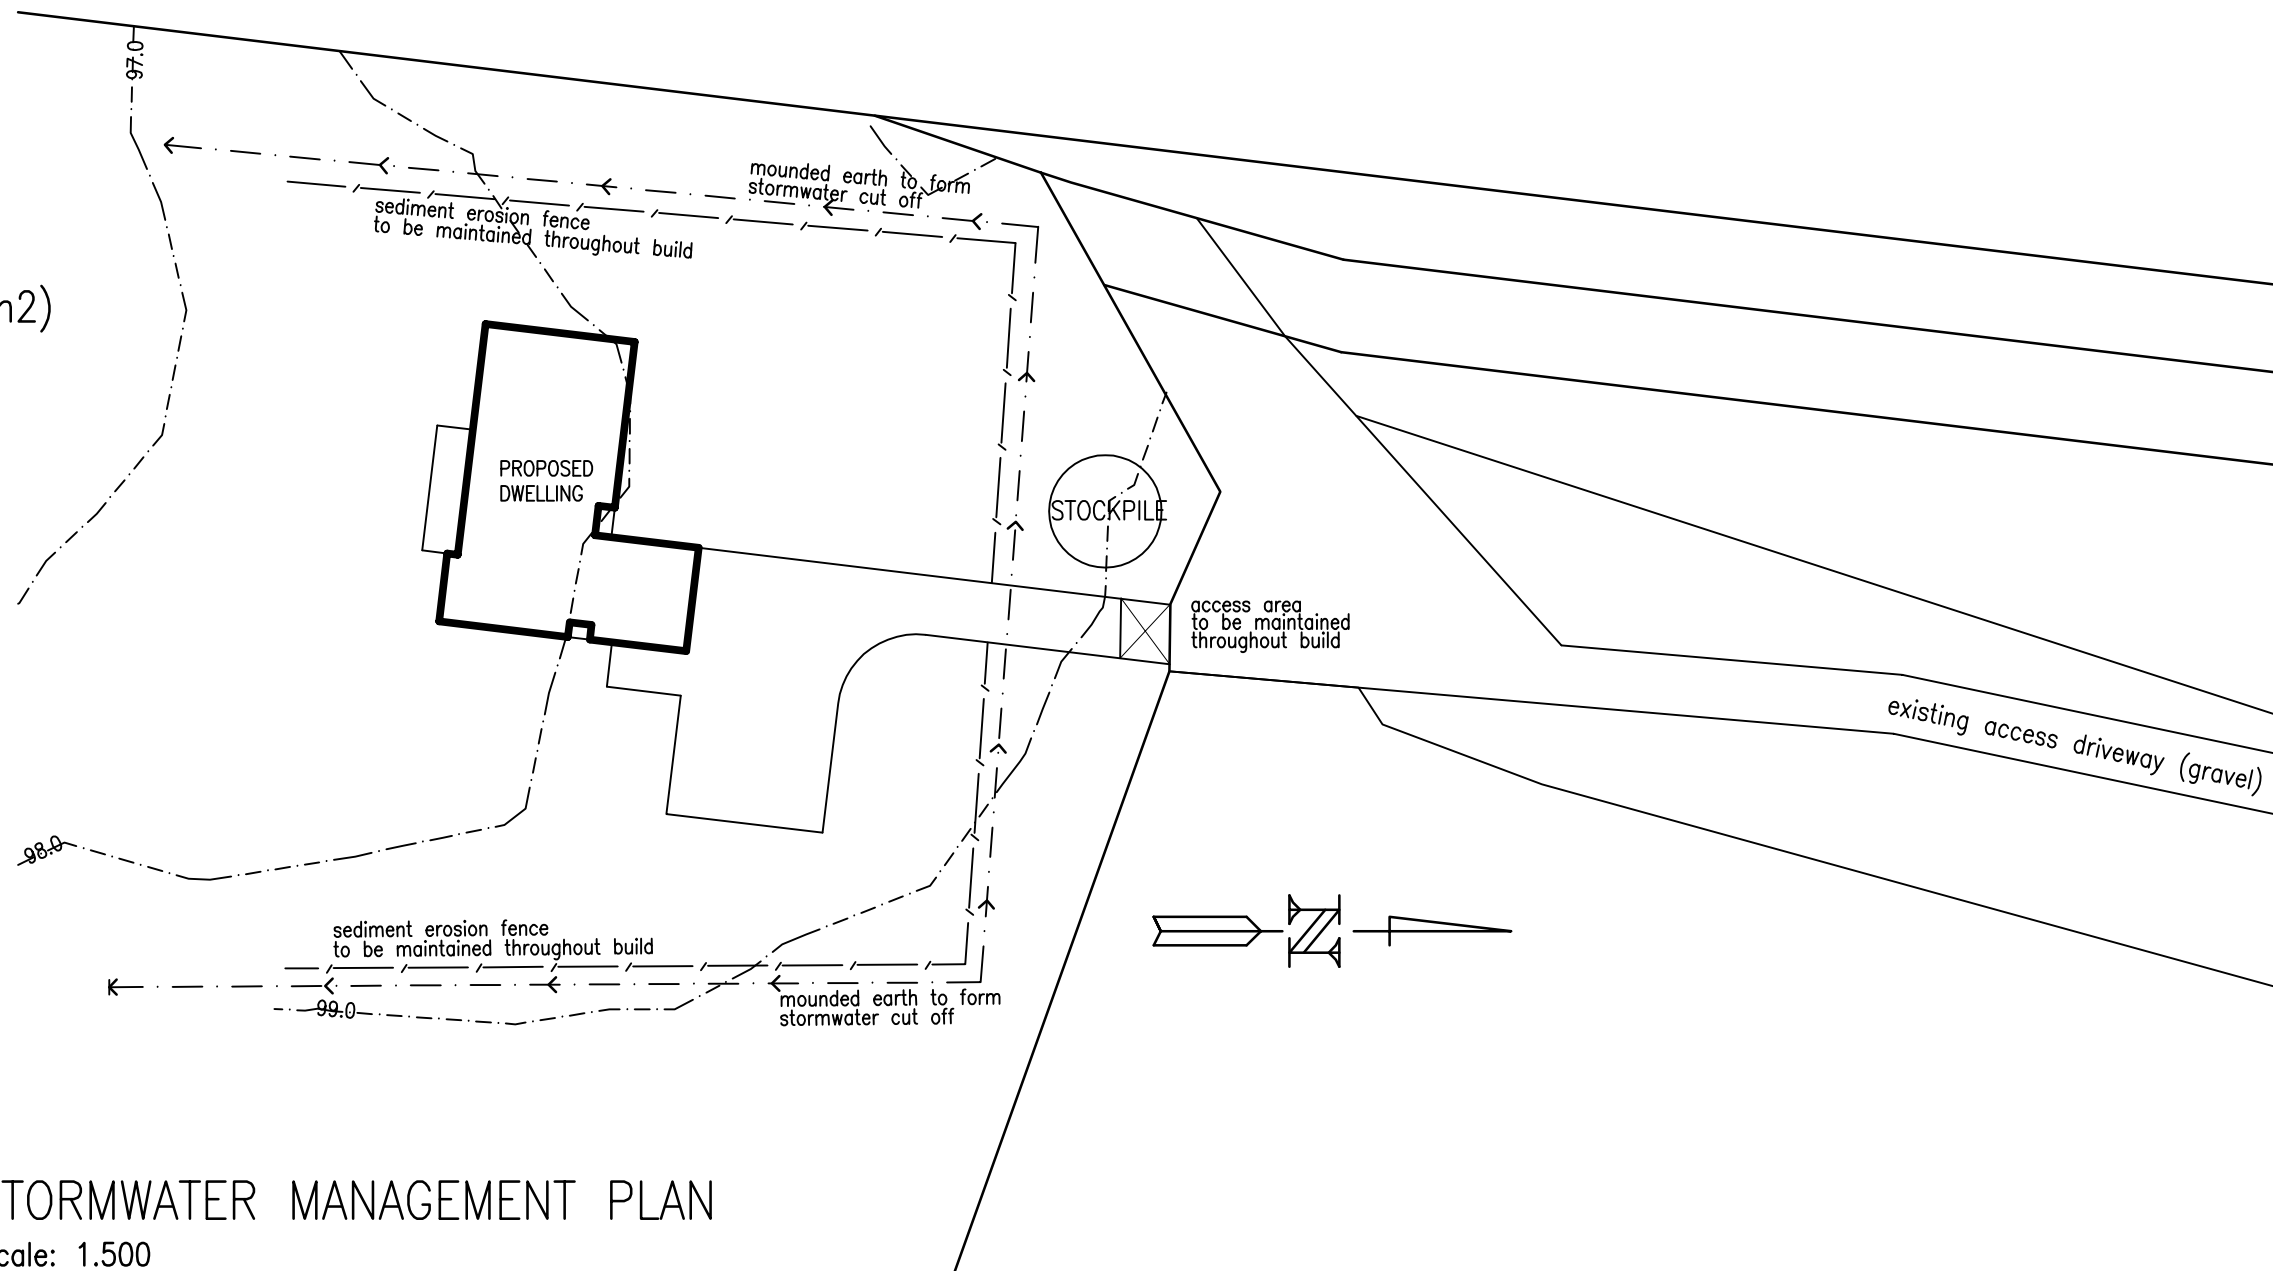 97.0
mounded earth to form
stormwater cut off
sediment erosion fence
to be maintained throughout build
m2)
PROPOSED
DWELLING
STOCKPILE
access area
to be maintained
throughout build
existing access driveway (gravel)
98.0
sediment erosion fence
to be maintained throughout build
N
99.0
mounded earth to form
stormwater cut off
TORMWATER MANAGEMENT PLAN
cale: 1.500